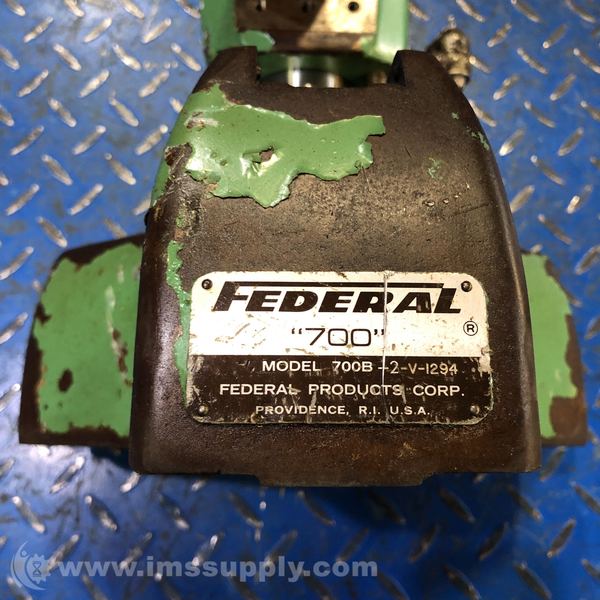 FEDERAL
"700"
®
MODEL 700B-2-V-1294
FEDERAL PRODUCTS CORP.
PROVIDENCE, R.I. U.S.A.
www.imssupply.com